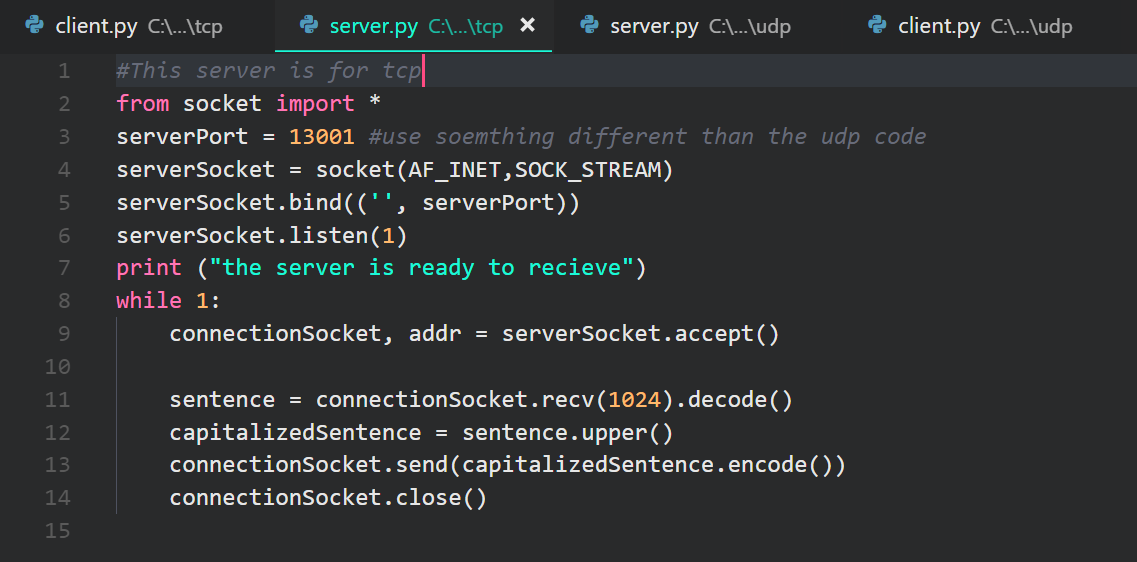 client.py C:\...\tcp server.py C:\...\tcp × server.py C:\...\udp client.py C:\...\udp
1 #This server is for tcp
2 from socket import *
3 serverPort = 13001 #use soemthing different than the udp code
4 serverSocket = socket(AF_INET,SOCK_STREAM)
5 serverSocket.bind(('', serverPort))
6 serverSocket.listen(1)
7 print ("the server is ready to recieve")
8 while 1:
9     connectionSocket, addr = serverSocket.accept()
10
11     sentence = connectionSocket.recv(1024).decode()
12     capitalizedSentence = sentence.upper()
13     connectionSocket.send(capitalizedSentence.encode())
14     connectionSocket.close()
15